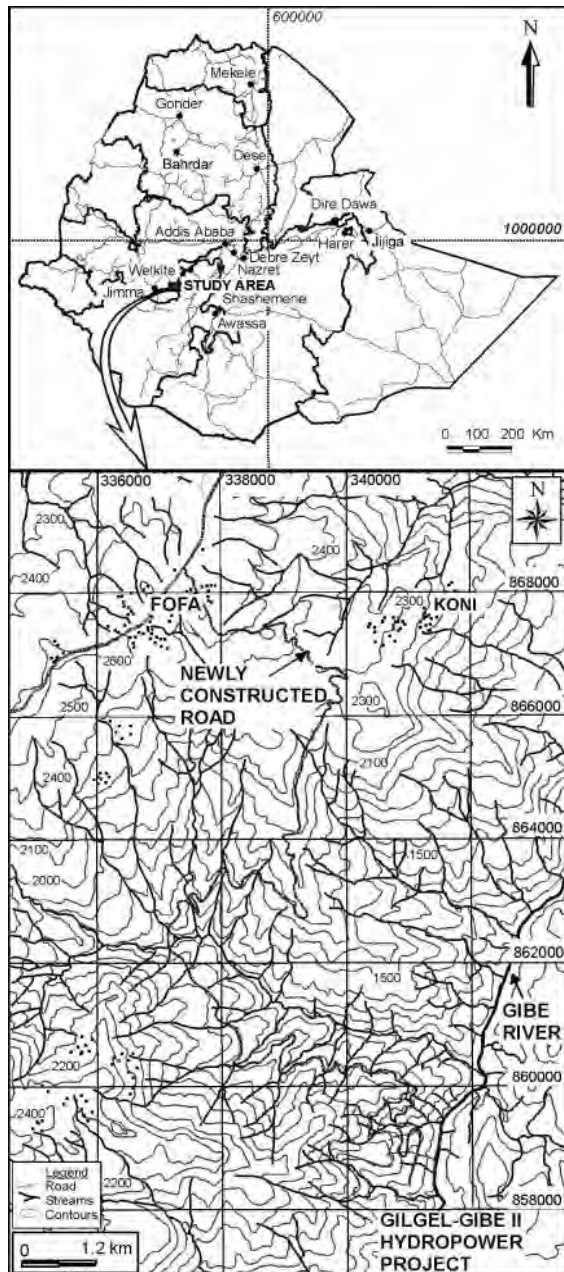 600000
N
Mekele
Gonder
Bahrdar
Dese
Dire Dawa
1000000
Addis Ababa
Harer
Jijiga
Debre Zeyt
Welkite
Nazret
Jimma
STUDY AREA
Shashemene
Awassa
0 100 200 Km
336000
338000
340000
N
2300
2400
2400
868000
FOFA
2300
KONI
2600
NEWLY
CONSTRUCTED
ROAD
2500
2300
866000
2400
2100
864000
2100
1500
2000
862000
1500
GIBE
RIVER
2200
860000
2400
Legend
Road
Streams
Contours
2200
858000
GILGEL-GIBE II
HYDROPOWER
PROJECT
0 1.2 km